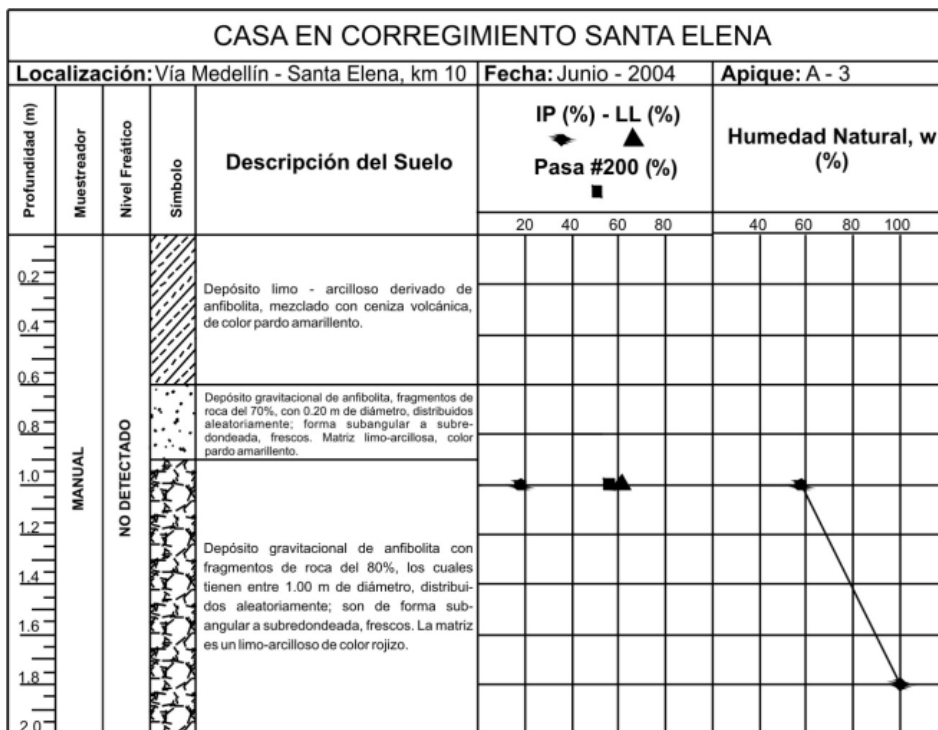 CASA EN CORREGIMIENTO SANTA ELENA
Localización: Vía Medellín - Santa Elena, km 10
Fecha: Junio - 2004
Apique: A - 3
Profundidad (m)
Muestreador
Nivel Freático
Símbolo
Descripción del Suelo
IP (%) - LL (%)
Pasa #200 (%)
Humedad Natural, w
(%)
20 40 60 80
40 60 80 100
0.2
0.4
0.6
0.8
1.0
1.2
1.4
1.6
1.8
2.0
MANUAL
NO DETECTADO
Depósito limo - arcilloso derivado de
anfibolita, mezclado con ceniza volcánica,
de color pardo amarillento.
Depósito gravitacional de anfibolita, fragmentos de
roca del 70%, con 0.20 m de diámetro, distribuidos
aleatoriamente; forma subangular a subre-
dondeada, frescos. Matriz limo-arcillosa, color
pardo amarillento.
Depósito gravitacional de anfibolita con
fragmentos de roca del 80%, los cuales
tienen entre 1.00 m de diámetro, distribui-
dos aleatoriamente; son de forma sub-
angular a subredondeada, frescos. La matriz
es un limo-arcilloso de color rojizo.